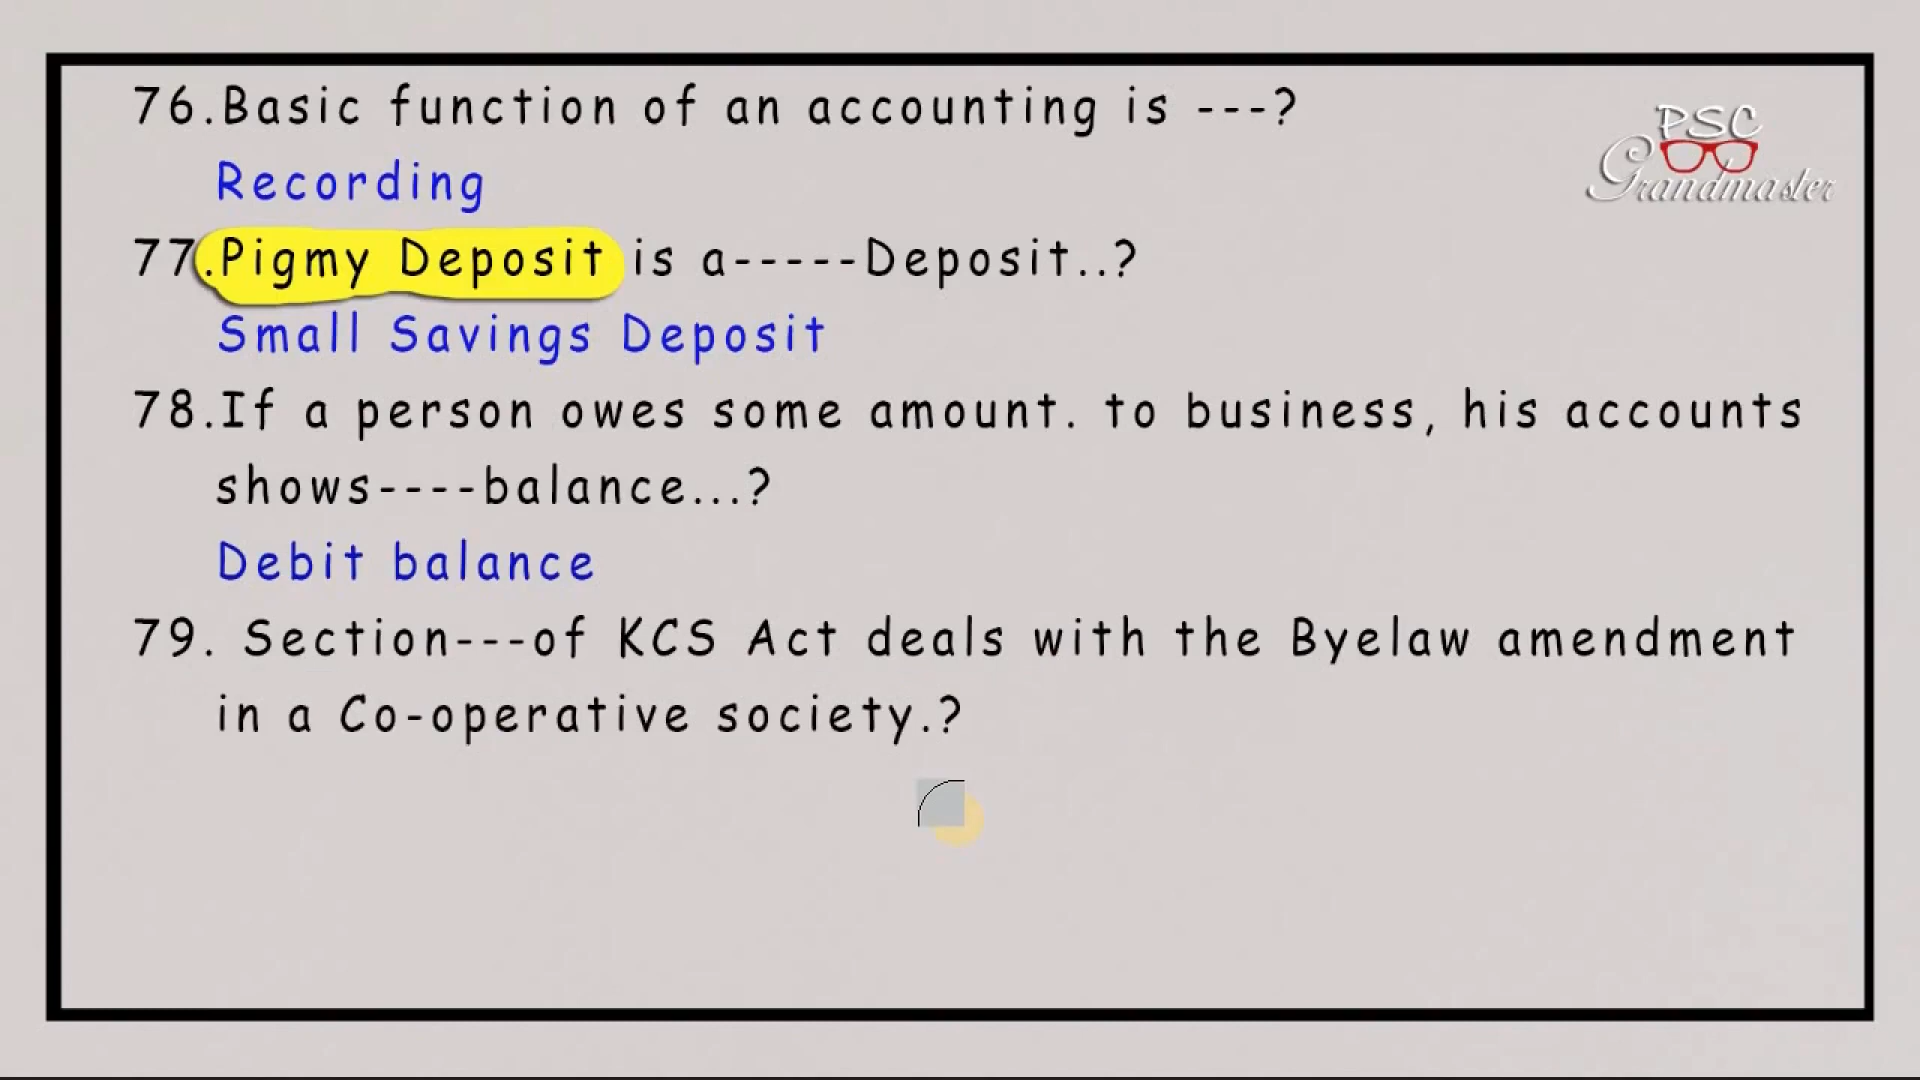 76.Basic function of an accounting is ---?
Recording
77.Pigmy Deposit is a-----Deposit..?
Small Savings Deposit
78.If a person owes some amount. to business, his accounts
shows----balance...?
Debit balance
79. Section---of KCS Act deals with the Byelaw amendment
in a Co-operative society.?
PSC
Grandmaster